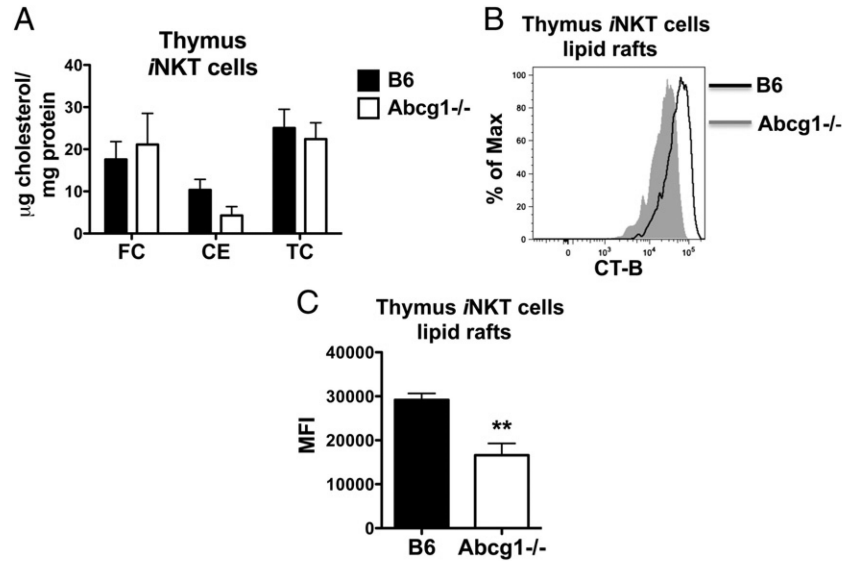 A
Thymus
iNKT cells
40
30
20
10
0
μg cholesterol/
mg protein
FC CE TC
B6
Abcg1-/-
B
Thymus iNKT cells
lipid rafts
100
80
60
40
20
0
% of Max
0 10³ 10⁴ 10⁵
CT-B
B6
Abcg1-/-
C
Thymus iNKT cells
lipid rafts
40000
30000
20000
10000
0
MFI
**
B6 Abcg1-/-